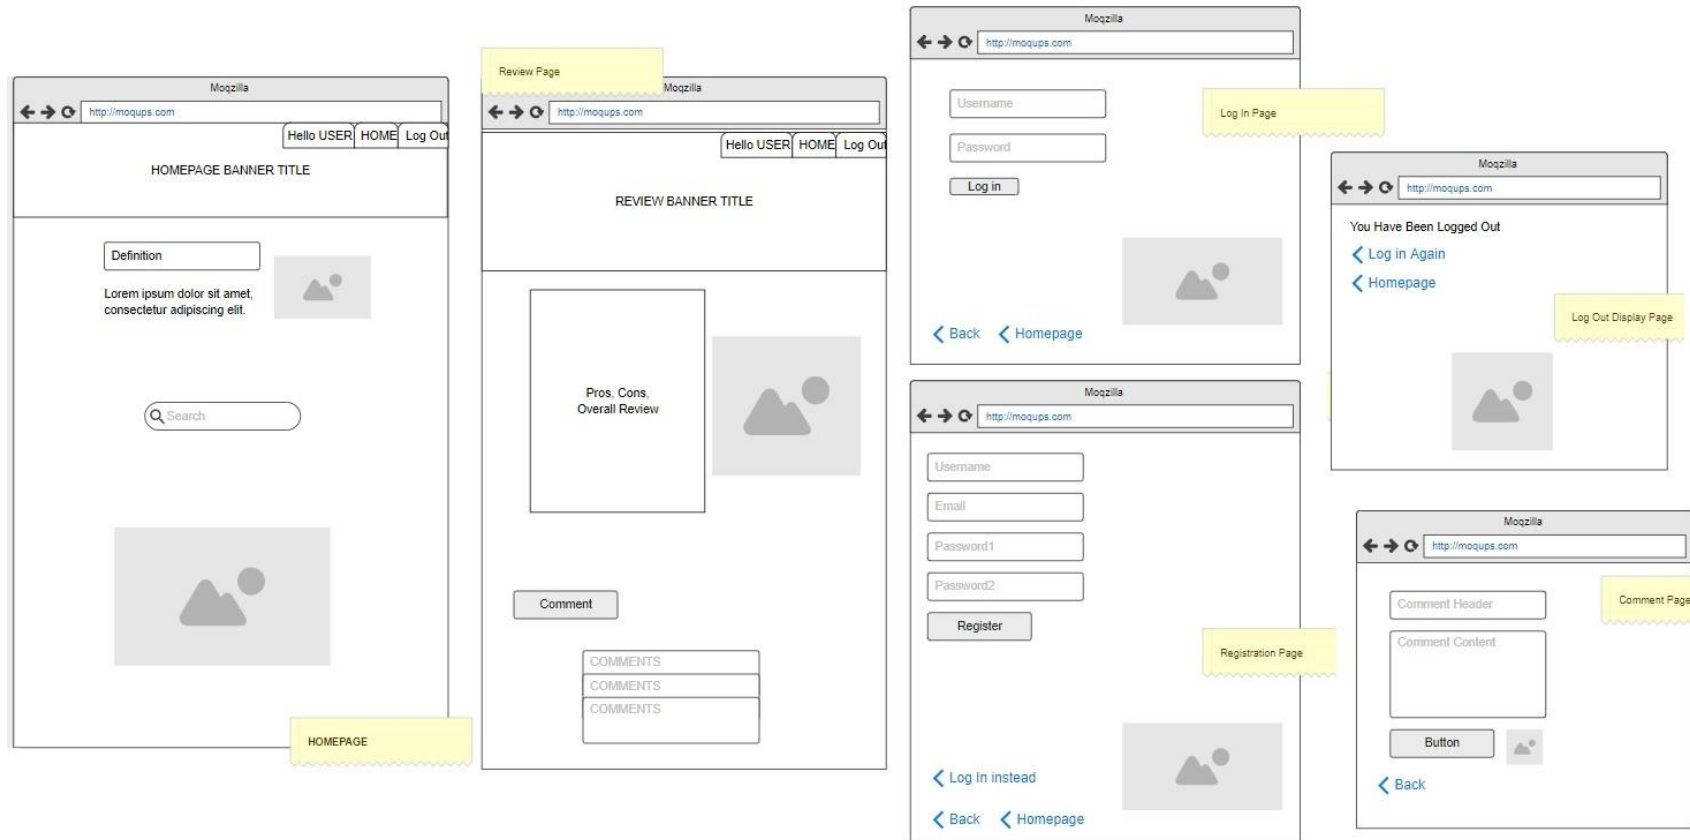 Moqzilla
http://moqups.com
Hello USER
HOME
Log Out
HOMEPAGE BANNER TITLE
Definition
Lorem ipsum dolor sit amet,
consectetur adipiscing elit.
Search
HOMEPAGE
Review Page
Moqzilla
http://moqups.com
Hello USER
HOME
Log Out
REVIEW BANNER TITLE
Pros, Cons,
Overall Review
Comment
COMMENTS
COMMENTS
COMMENTS
Moqzilla
http://moqups.com
Username
Password
Log in
Back
Homepage
Log In Page
Moqzilla
http://moqups.com
Username
Email
Password1
Password2
Register
Registration Page
Log In instead
Back
Homepage
Moqzilla
http://moqups.com
You Have Been Logged Out
Log in Again
Homepage
Log Out Display Page
Moqzilla
http://moqups.com
Comment Header
Comment Content
Comment Page
Button
Back